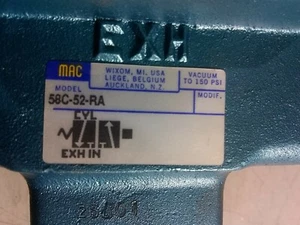 EXH
MAC
WIXOM, MI. USA
LIEGE, BELGIUM
AUCKLAND, N.Z.
VACUUM
TO 150 PSI
MODEL
56C-52-RA
MODIF.
CYL
EXH IN